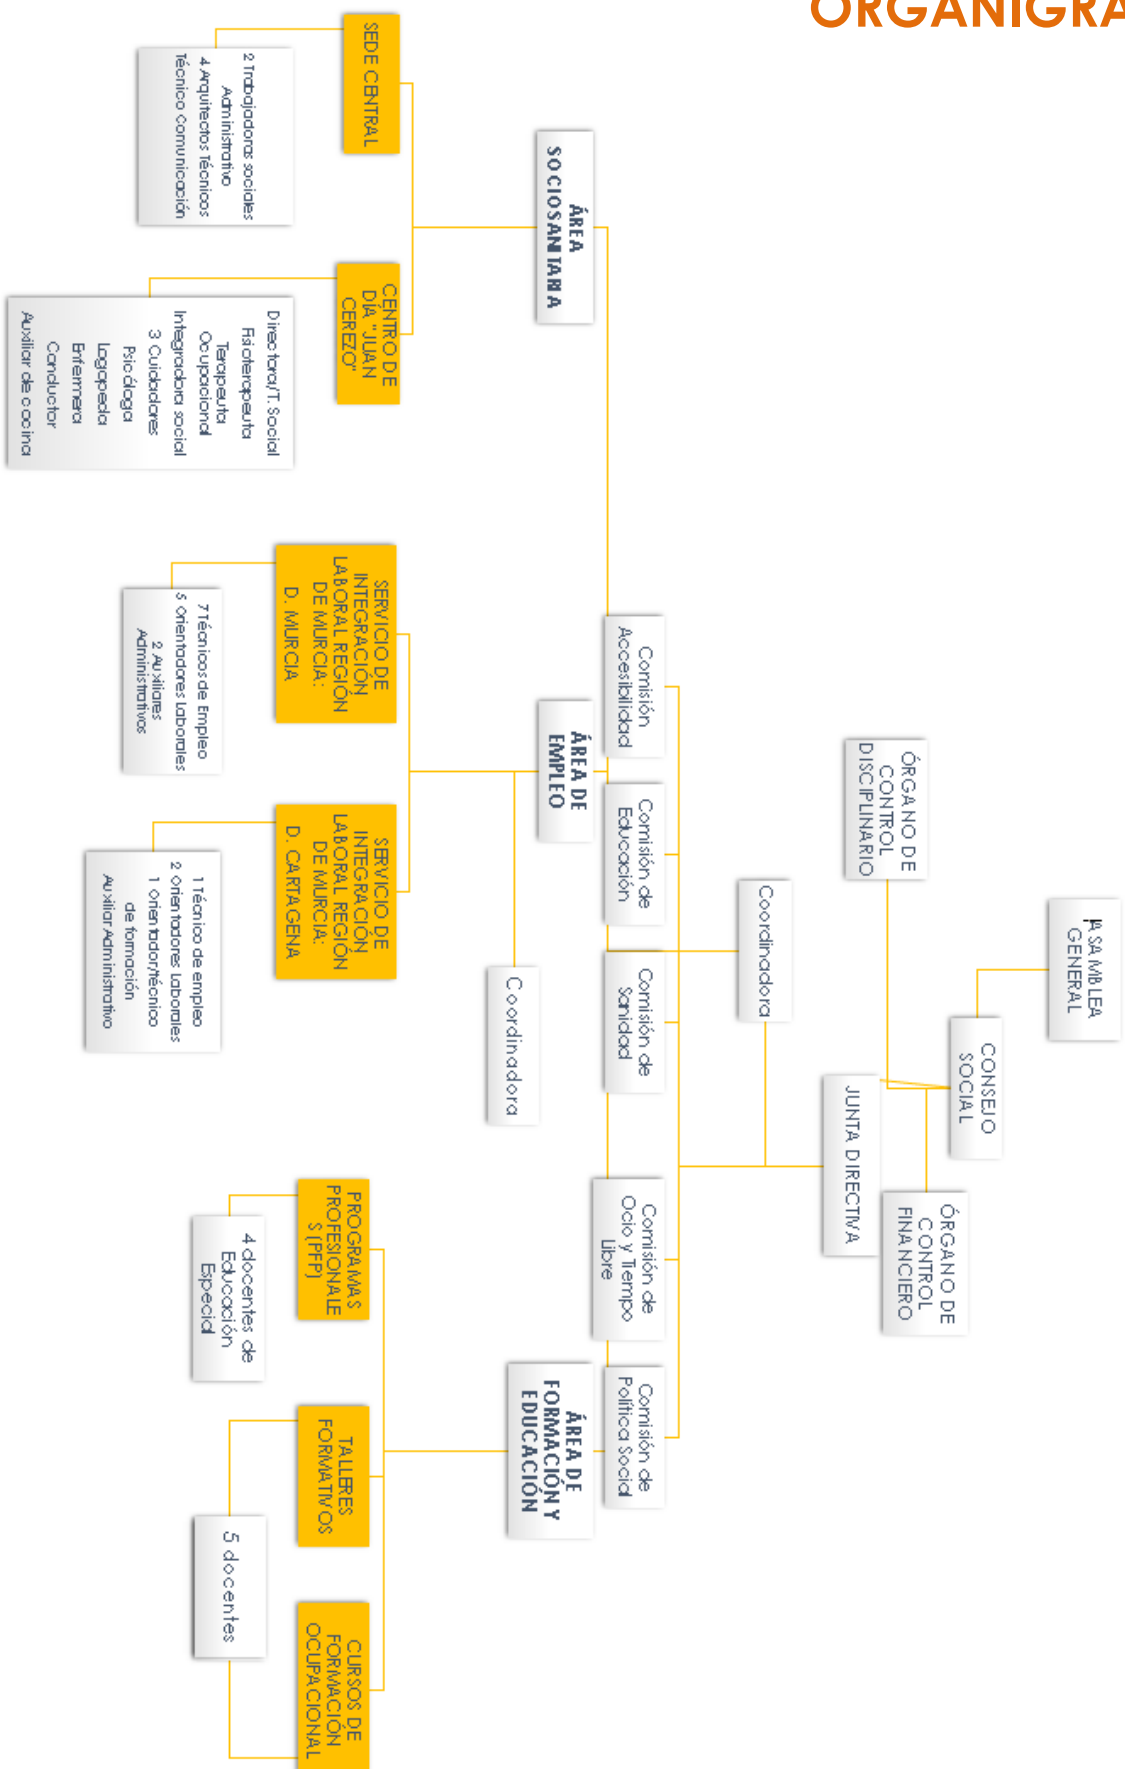 ORGANIGRA
ASAMBLEA
GENERAL
CONSEJO
SOCIAL
ÓRGANO DE
CONTROL
DISCIPLINARIO
ÓRGANO DE
CONTROL
FINANCIERO
JUNTA DIRECTIVA
Coordinadora
Comisión
Accesibilidad
Comisión de
Educación
Comisión de
Sanidad
Comisión de
Ocio y Tiempo
Libre
Comisión de
Política Social
ÁREA
SOCIOSANITARIA
ÁREA DE
EMPLEO
ÁREA DE
FORMACIÓN Y
EDUCACIÓN
Coordinadora
SEDE CENTRAL
2 Trabajadoras sociales
Administrativo
4 Arquitectos Técnicos
Técnico Comunicación
CENTRO DE
DÍA "JUAN
CEREZO"
Directora/T. Social
Fisioterapeuta
Terapeuta
Ocupacional
Integradora social
3 Cuidadores
Psicóloga
Logopeda
Enfermera
Conductor
Auxiliar de cocina
SERVICIO DE
INTEGRACIÓN
LABORAL REGIÓN
DE MURCIA:
D. MURCIA
7 Técnicos de Empleo
5 Orientadores Laborales
2 Auxiliares
Administrativos
SERVICIO DE
INTEGRACIÓN
LABORAL REGIÓN
DE MURCIA:
D. CARTAGENA
1 Técnico de empleo
2 Orientadores Laborales
1 Orientador/técnico
de formación
Auxiliar Administrativo
PROGRAMAS
PROFESIONALE
S (PFP)
4 docentes de
Educación
Especial
TALLERES
FORMATIVOS
CURSOS DE
FORMACIÓN
OCUPACIONAL
5 docentes